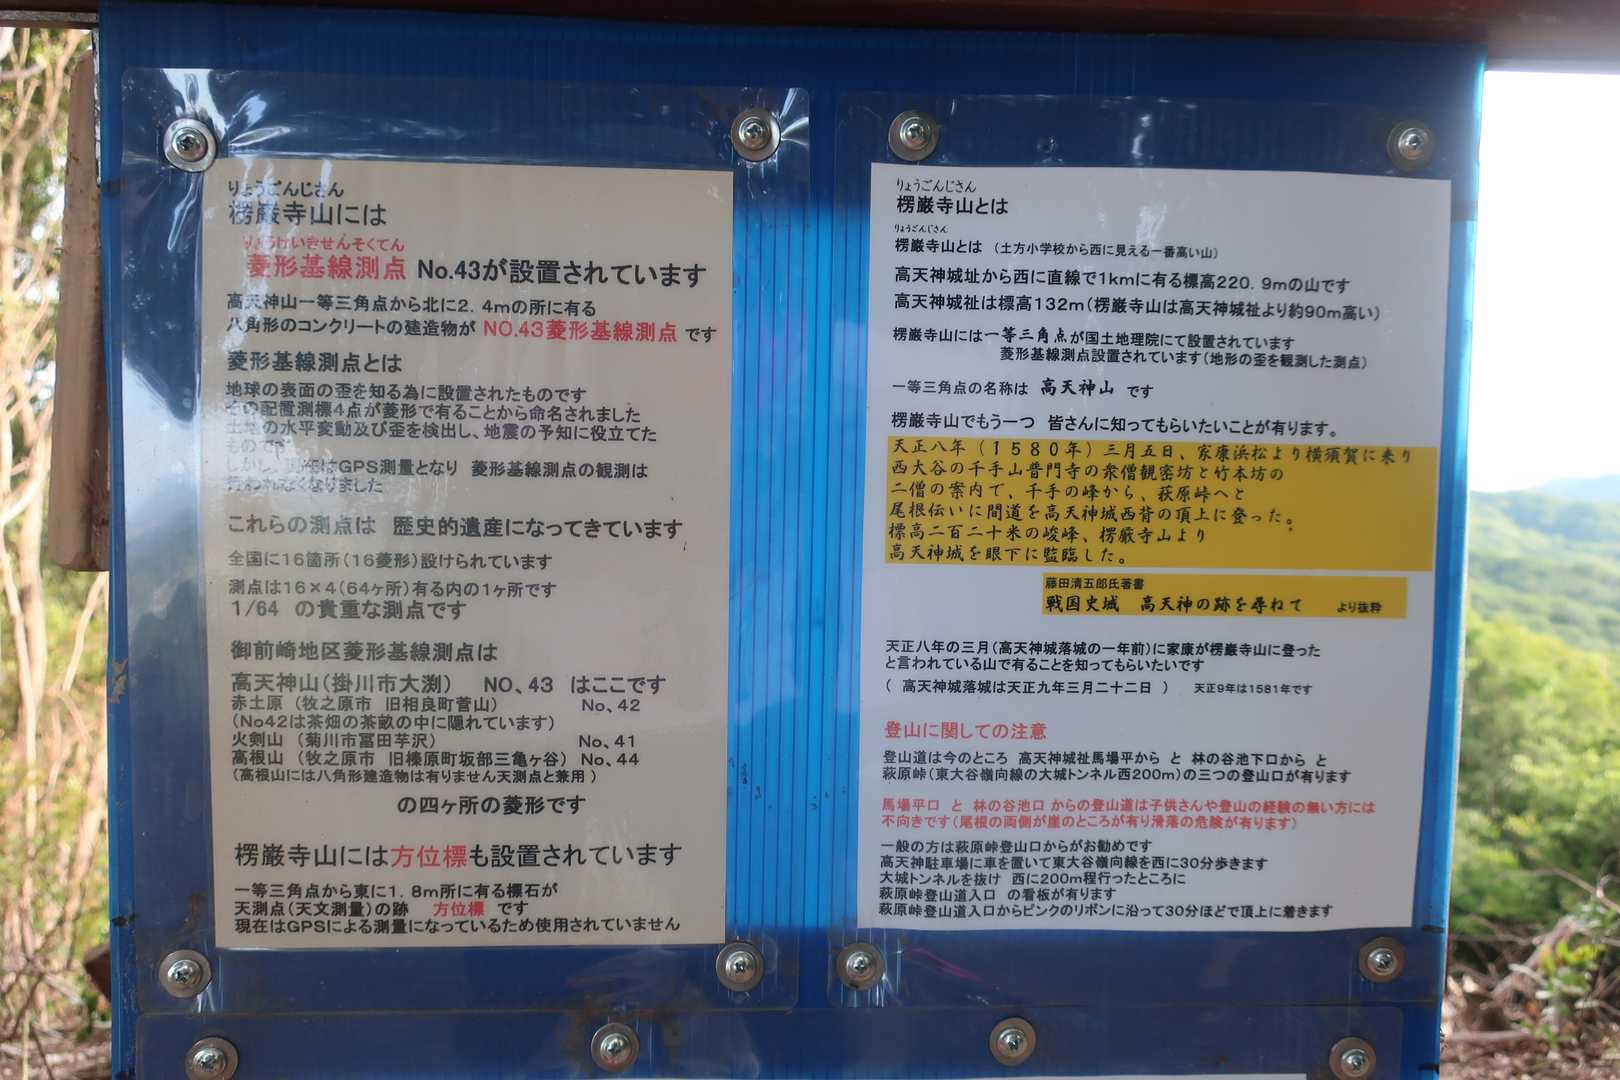 りょうごんじさん
楞巌寺山には
りょうけいきせんそくてん
菱形基線測点 No.43が設置されています
高天神山一等三角点から北に2.4mの所に有る
八角形のコンクリートの建造物が NO.43菱形基線測点 です
菱形基線測点とは
地球の表面の歪を知る為に設置されたものです
その配置測標4点が菱形で有ることから命名されました
土地の水平変動及び歪を検出し、地震の予知に役立てた
ものです
しかし、現在はGPS測量となり 菱形基線測点の観測は
行われなくなりました
これらの測点は 歴史的遺産になってきています
全国に16箇所(16菱形)設けられています
測点は16×4(64ヶ所)有る内の1ヶ所です
1/64 の貴重な測点です
御前崎地区菱形基線測点は
高天神山(掛川市大渕) NO、43 はここです
赤土原 (牧之原市 旧相良町菅山) No、42
(No42は茶畑の茶畝の中に隠れています)
火剣山 (菊川市冨田芋沢) No、41
高根山 (牧之原市 旧榛原町坂部三亀ヶ谷) No、44
(高根山には八角形建造物は有りません天測点と兼用 )
の四ヶ所の菱形です
楞巌寺山には方位標も設置されています
一等三角点から東に1.8m所に有る標石が
天測点(天文測量)の跡 方位標 です
現在はGPSによる測量になっているため使用されていません
りょうごんじさん
楞巌寺山とは
りょうごんじさん
楞巌寺山とは (土方小学校から西に見える一番高い山)
高天神城址から西に直線で1kmに有る標高220.9mの山です
高天神城祉は標高132m(楞巌寺山は高天神城祉より約90m高い)
楞巌寺山には一等三角点が国土地理院にて設置されています
菱形基線測点設置されています(地形の歪を観測した測点)
一等三角点の名称は 高天神山 です
楞巌寺山でもう一つ 皆さんに知ってもらいたいことが有ります。
天正八年(1580年)三月五日、家康浜松より横須賀に来り
西大谷の千手山普門寺の衆僧観密坊と竹本坊の
二僧の案内で、千手の峰から、萩原峠へと
尾根伝いに間道を高天神城西背の頂上に登った。
標高二百二十米の峻峰、楞厳寺山より
高天神城を眼下に監臨した。
藤田清五郎氏著書
戦国史城 高天神の跡を尋ねて より抜粋
天正八年の三月(高天神城落城の一年前)に家康が楞巌寺山に登った
と言われている山で有ることを知ってもらいたいです
( 高天神城落城は天正九年三月二十二日 ) 天正9年は1581年です
登山に関しての注意
登山道は今のところ 高天神城祉馬場平から と 林の谷池下口から と
萩原峠(東大谷嶺向線の大城トンネル西200m)の三つの登山口が有ります
馬場平口 と 林の谷池口 からの登山道は子供さんや登山の経験の無い方には
不向きです(尾根の両側が崖のところが有り滑落の危険が有ります)
一般の方は萩原峠登山口からがお勧めです
高天神駐車場に車を置いて東大谷嶺向線を西に30分歩きます
大城トンネルを抜け 西に200m程行ったところに
萩原峠登山道入口 の看板が有ります
萩原峠登山道入口からピンクのリボンに沿って30分ほどで頂上に着きます